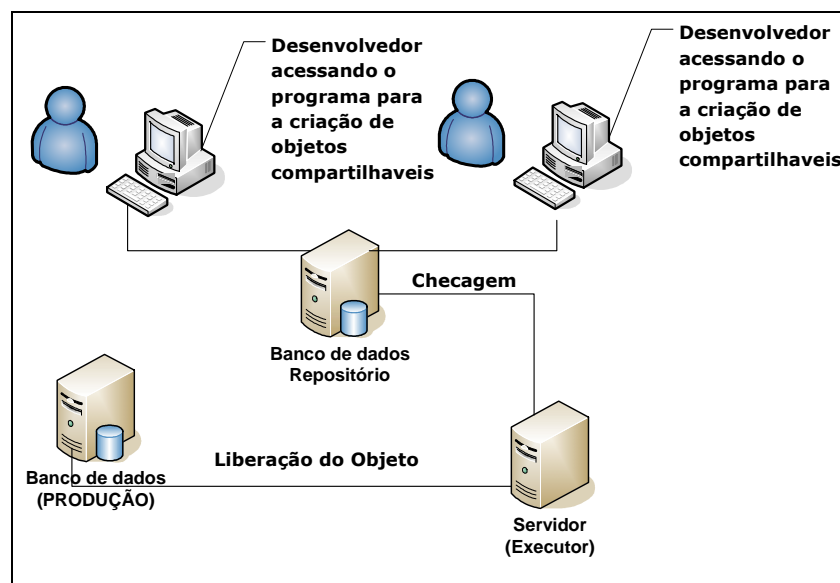 Desenvolvedor
acessando o
programa para
a criação de
objetos
compartilhaveis
Desenvolvedor
acessando o
programa para
a criação de
objetos
compartilhaveis
Checagem
Banco de dados
Repositório
Liberação do Objeto
Banco de dados
(PRODUÇÃO)
Servidor
(Executor)